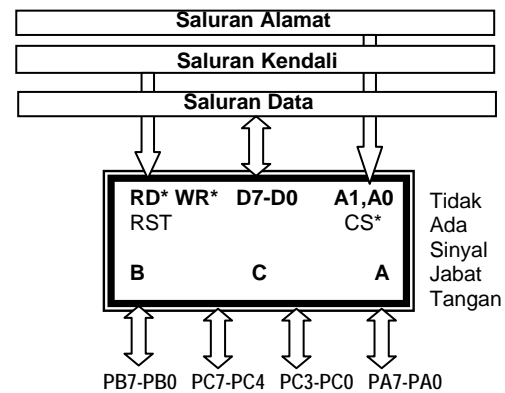 Saluran Alamat
Saluran Kendali
Saluran Data
RD* WR* D7-D0 A1,A0
RST CS*
B C A
Tidak
Ada
Sinyal
Jabat
Tangan
PB7-PB0 PC7-PC4 PC3-PC0 PA7-PA0